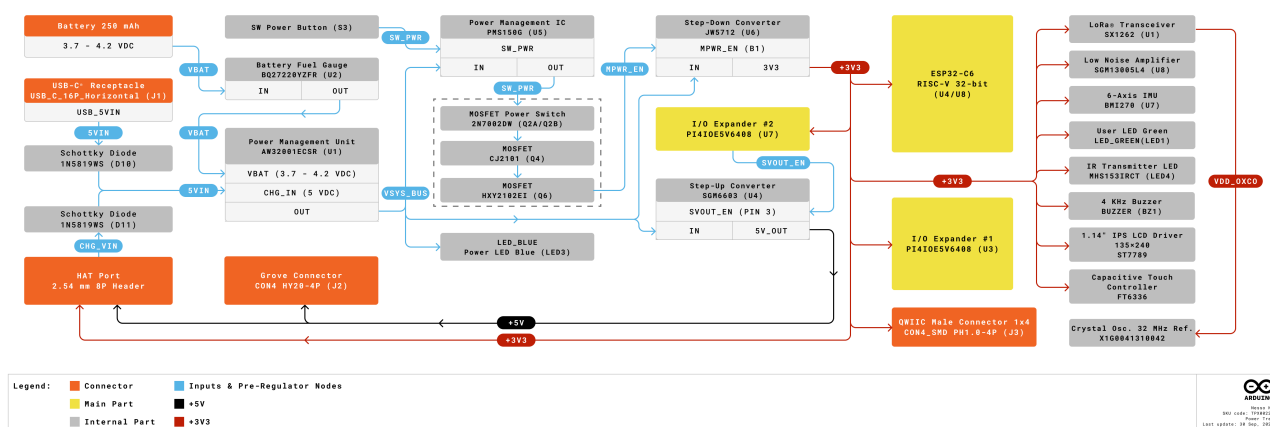 Battery 250 mAh
3.7 - 4.2 VDC
USB-C® Receptacle
USB_C_16P_Horizontal (J1)
USB_5VIN
5VIN
Schottky Diode
1N5819WS (D10)
5VIN
Schottky Diode
1N5819WS (D11)
CHG_VIN
HAT Port
2.54 mm 8P Header
SW Power Button (S3)
SW_PWR
VBAT
Battery Fuel Gauge
BQ27220YZFR (U2)
IN
OUT
VBAT
Power Management Unit
AW32001ECSR (U1)
VBAT (3.7 - 4.2 VDC)
CHG_IN (5 VDC)
OUT
VSYS_BUS
Grove Connector
CON4 HY20-4P (J2)
Power Management IC
PMS150G (U5)
SW_PWR
IN
OUT
SW_PWR
MOSFET Power Switch
2N7002DW (Q2A/Q2B)
MOSFET
CJ2101 (Q4)
MOSFET
HXY2102EI (Q6)
LED_BLUE
Power LED Blue (LED3)
MPWR_EN
Step-Down Converter
JW5712 (U6)
MPWR_EN (B1)
IN
3V3
+3V3
I/O Expander #2
PI4IOE5V6408 (U7)
SVOUT_EN
Step-Up Converter
SGM6603 (U4)
SVOUT_EN (PIN 3)
IN
5V_OUT
+5V
+3V3
ESP32-C6
RISC-V 32-bit
(U4/U8)
+3V3
I/O Expander #1
PI4IOE5V6408 (U3)
QWIIC Male Connector 1x4
CON4_SMD PH1.0-4P (J3)
LoRa® Transceiver
SX1262 (U1)
Low Noise Amplifier
SGM13005L4 (U8)
6-Axis IMU
BMI270 (U7)
User LED Green
LED_GREEN(LED1)
IR Transmitter LED
MHS153IRCT (LED4)
4 KHz Buzzer
BUZZER (BZ1)
1.14" IPS LCD Driver
135×240
ST7789
Capacitive Touch
Controller
FT6336
VDD_OXCO
Crystal Osc. 32 MHz Ref.
X1G0041310042
Legend:
Connector
Inputs & Pre-Regulator Nodes
Main Part
+5V
Internal Part
+3V3
ARDUINO
SKU code:
Power
Last update: 30 Sep,